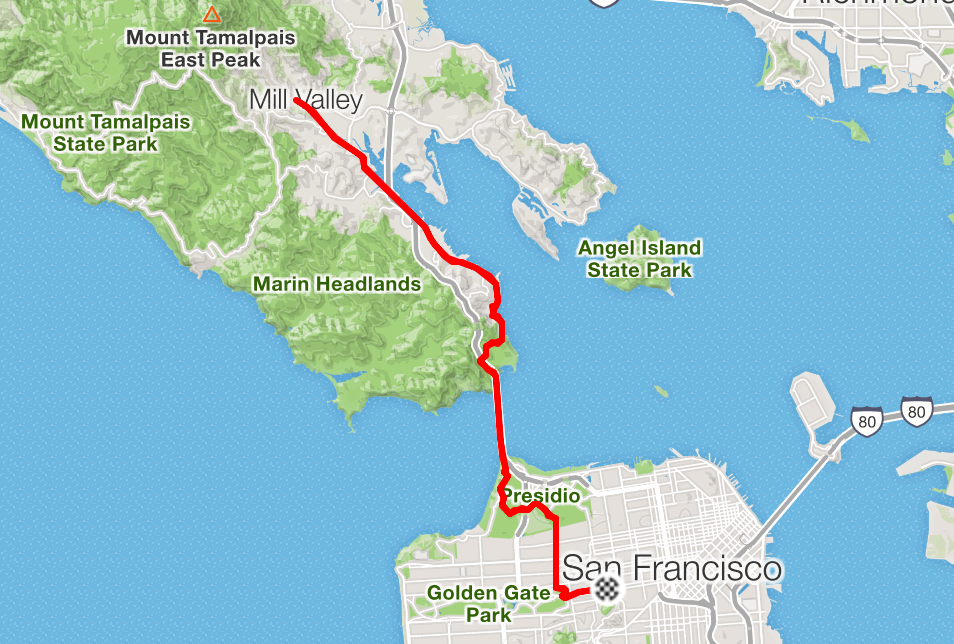 Mount Tamalpais
East Peak
Mill Valley
Mount Tamalpais
State Park
Angel Island
State Park
Marin Headlands
80
80
Presidio
San Francisco
Golden Gate
Park